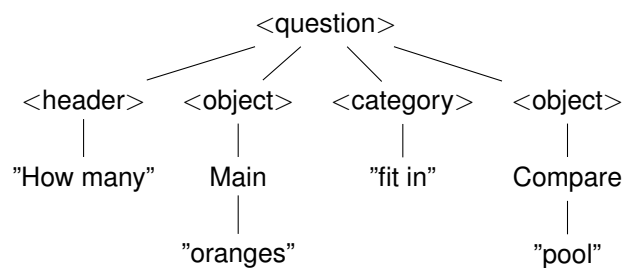 <question>
<header> <object> <category> <object>
”How many” Main ”fit in” Compare
”oranges” ”pool”